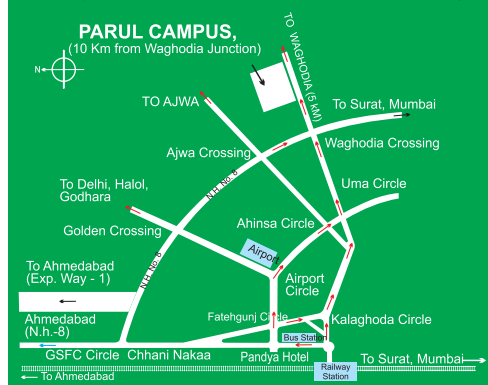 PARUL CAMPUS,
(10 Km from Waghodia Junction)
N
TO WAGHODIA (5 KM)
TO AJWA
To Surat, Mumbai
Waghodia Crossing
Ajwa Crossing
N.H. No. 8
To Delhi, Halol,
Godhara
Uma Circle
Ahinsa Circle
Golden Crossing
Airport
N.H. No. 8
To Ahmedabad
(Exp. Way - 1)
Airport
Circle
Ahmedabad
(N.h.-8)
Fatehgunj Circle
Kalaghoda Circle
Bus Station
GSFC Circle
Chhani Nakaa
Pandya Hotel
To Surat, Mumbai
Railway
Station
To Ahmedabad